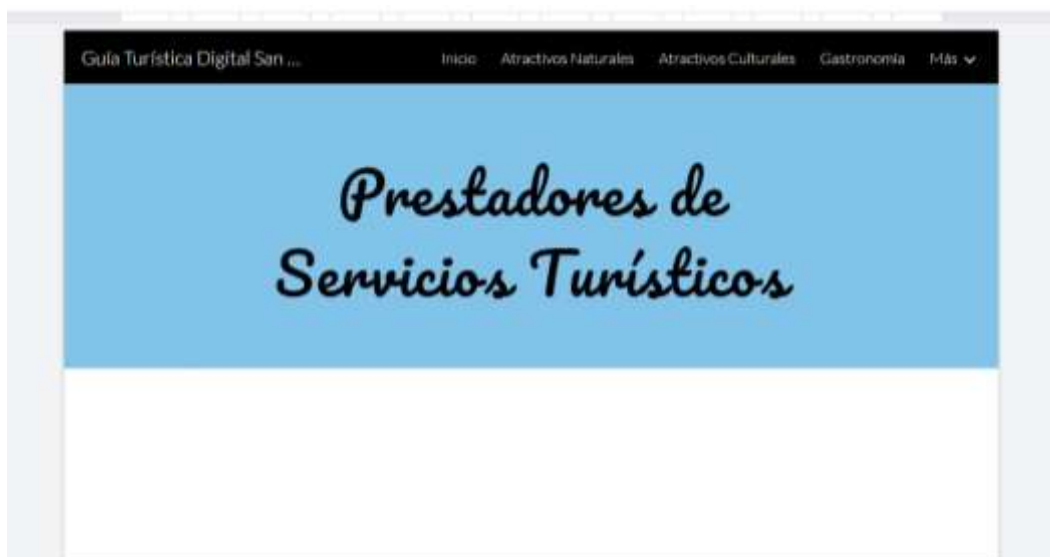 Guía Turística Digital San ...
Inicio Atractivos Naturales Atractivos Culturales Gastronomía Más
Prestadores de
Servicios Turísticos